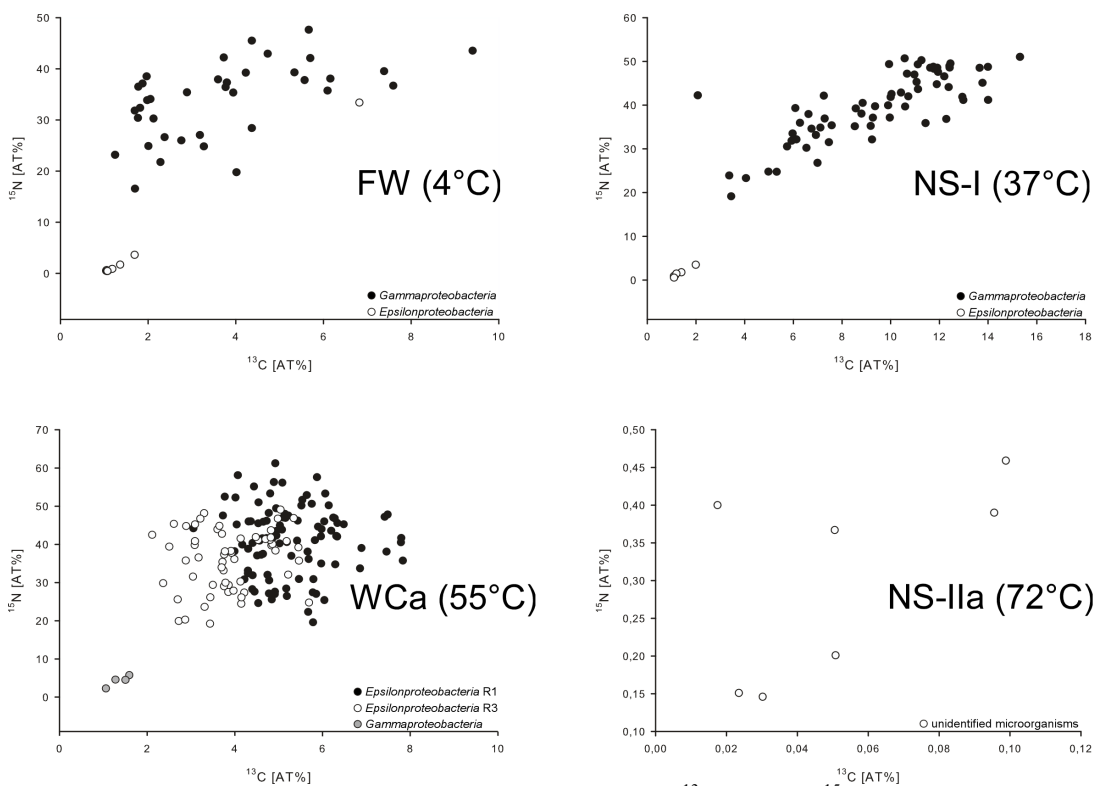 50
40
30
20
10
0
¹⁵N [AT%]
FW (4°C)
Gammaproteobacteria
Epsilonproteobacteria
0 2 4 6 8 10
¹³C [AT%]
60
50
40
30
20
10
0
¹⁵N [AT%]
NS-I (37°C)
Gammaproteobacteria
Epsilonproteobacteria
0 2 4 6 8 10 12 14 16 18
¹³C [AT%]
70
60
50
40
30
20
10
0
¹⁵N [AT%]
WCa (55°C)
Epsilonproteobacteria R1
Epsilonproteobacteria R3
Gammaproteobacteria
0 2 4 6 8 10
¹³C [AT%]
0,50
0,45
0,40
0,35
0,30
0,25
0,20
0,15
0,10
¹⁵N [AT%]
NS-IIa (72°C)
unidentified microorganisms
0,00 0,02 0,04 0,06 0,08 0,10 0,12
¹³C [AT%]
13 15